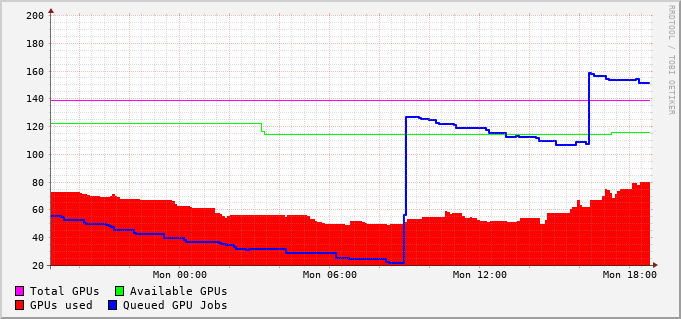 RRDTOOL / TOBI OETIKER
200
180
160
140
120
100
80
60
40
20
Mon 00:00 Mon 06:00 Mon 12:00 Mon 18:00
Total GPUs Available GPUs
GPUs used Queued GPU Jobs